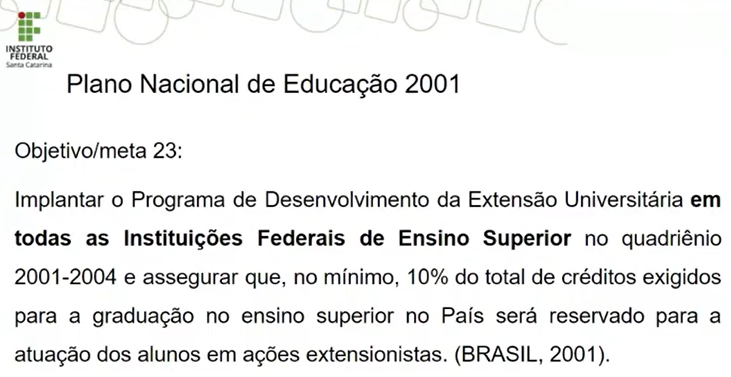 INSTITUTO
FEDERAL
Santa Catarina
Plano Nacional de Educação 2001
Objetivo/meta 23:
Implantar o Programa de Desenvolvimento da Extensão Universitária em
todas as Instituições Federais de Ensino Superior no quadriênio
2001-2004 e assegurar que, no mínimo, 10% do total de créditos exigidos
para a graduação no ensino superior no País será reservado para a
atuação dos alunos em ações extensionistas. (BRASIL, 2001).